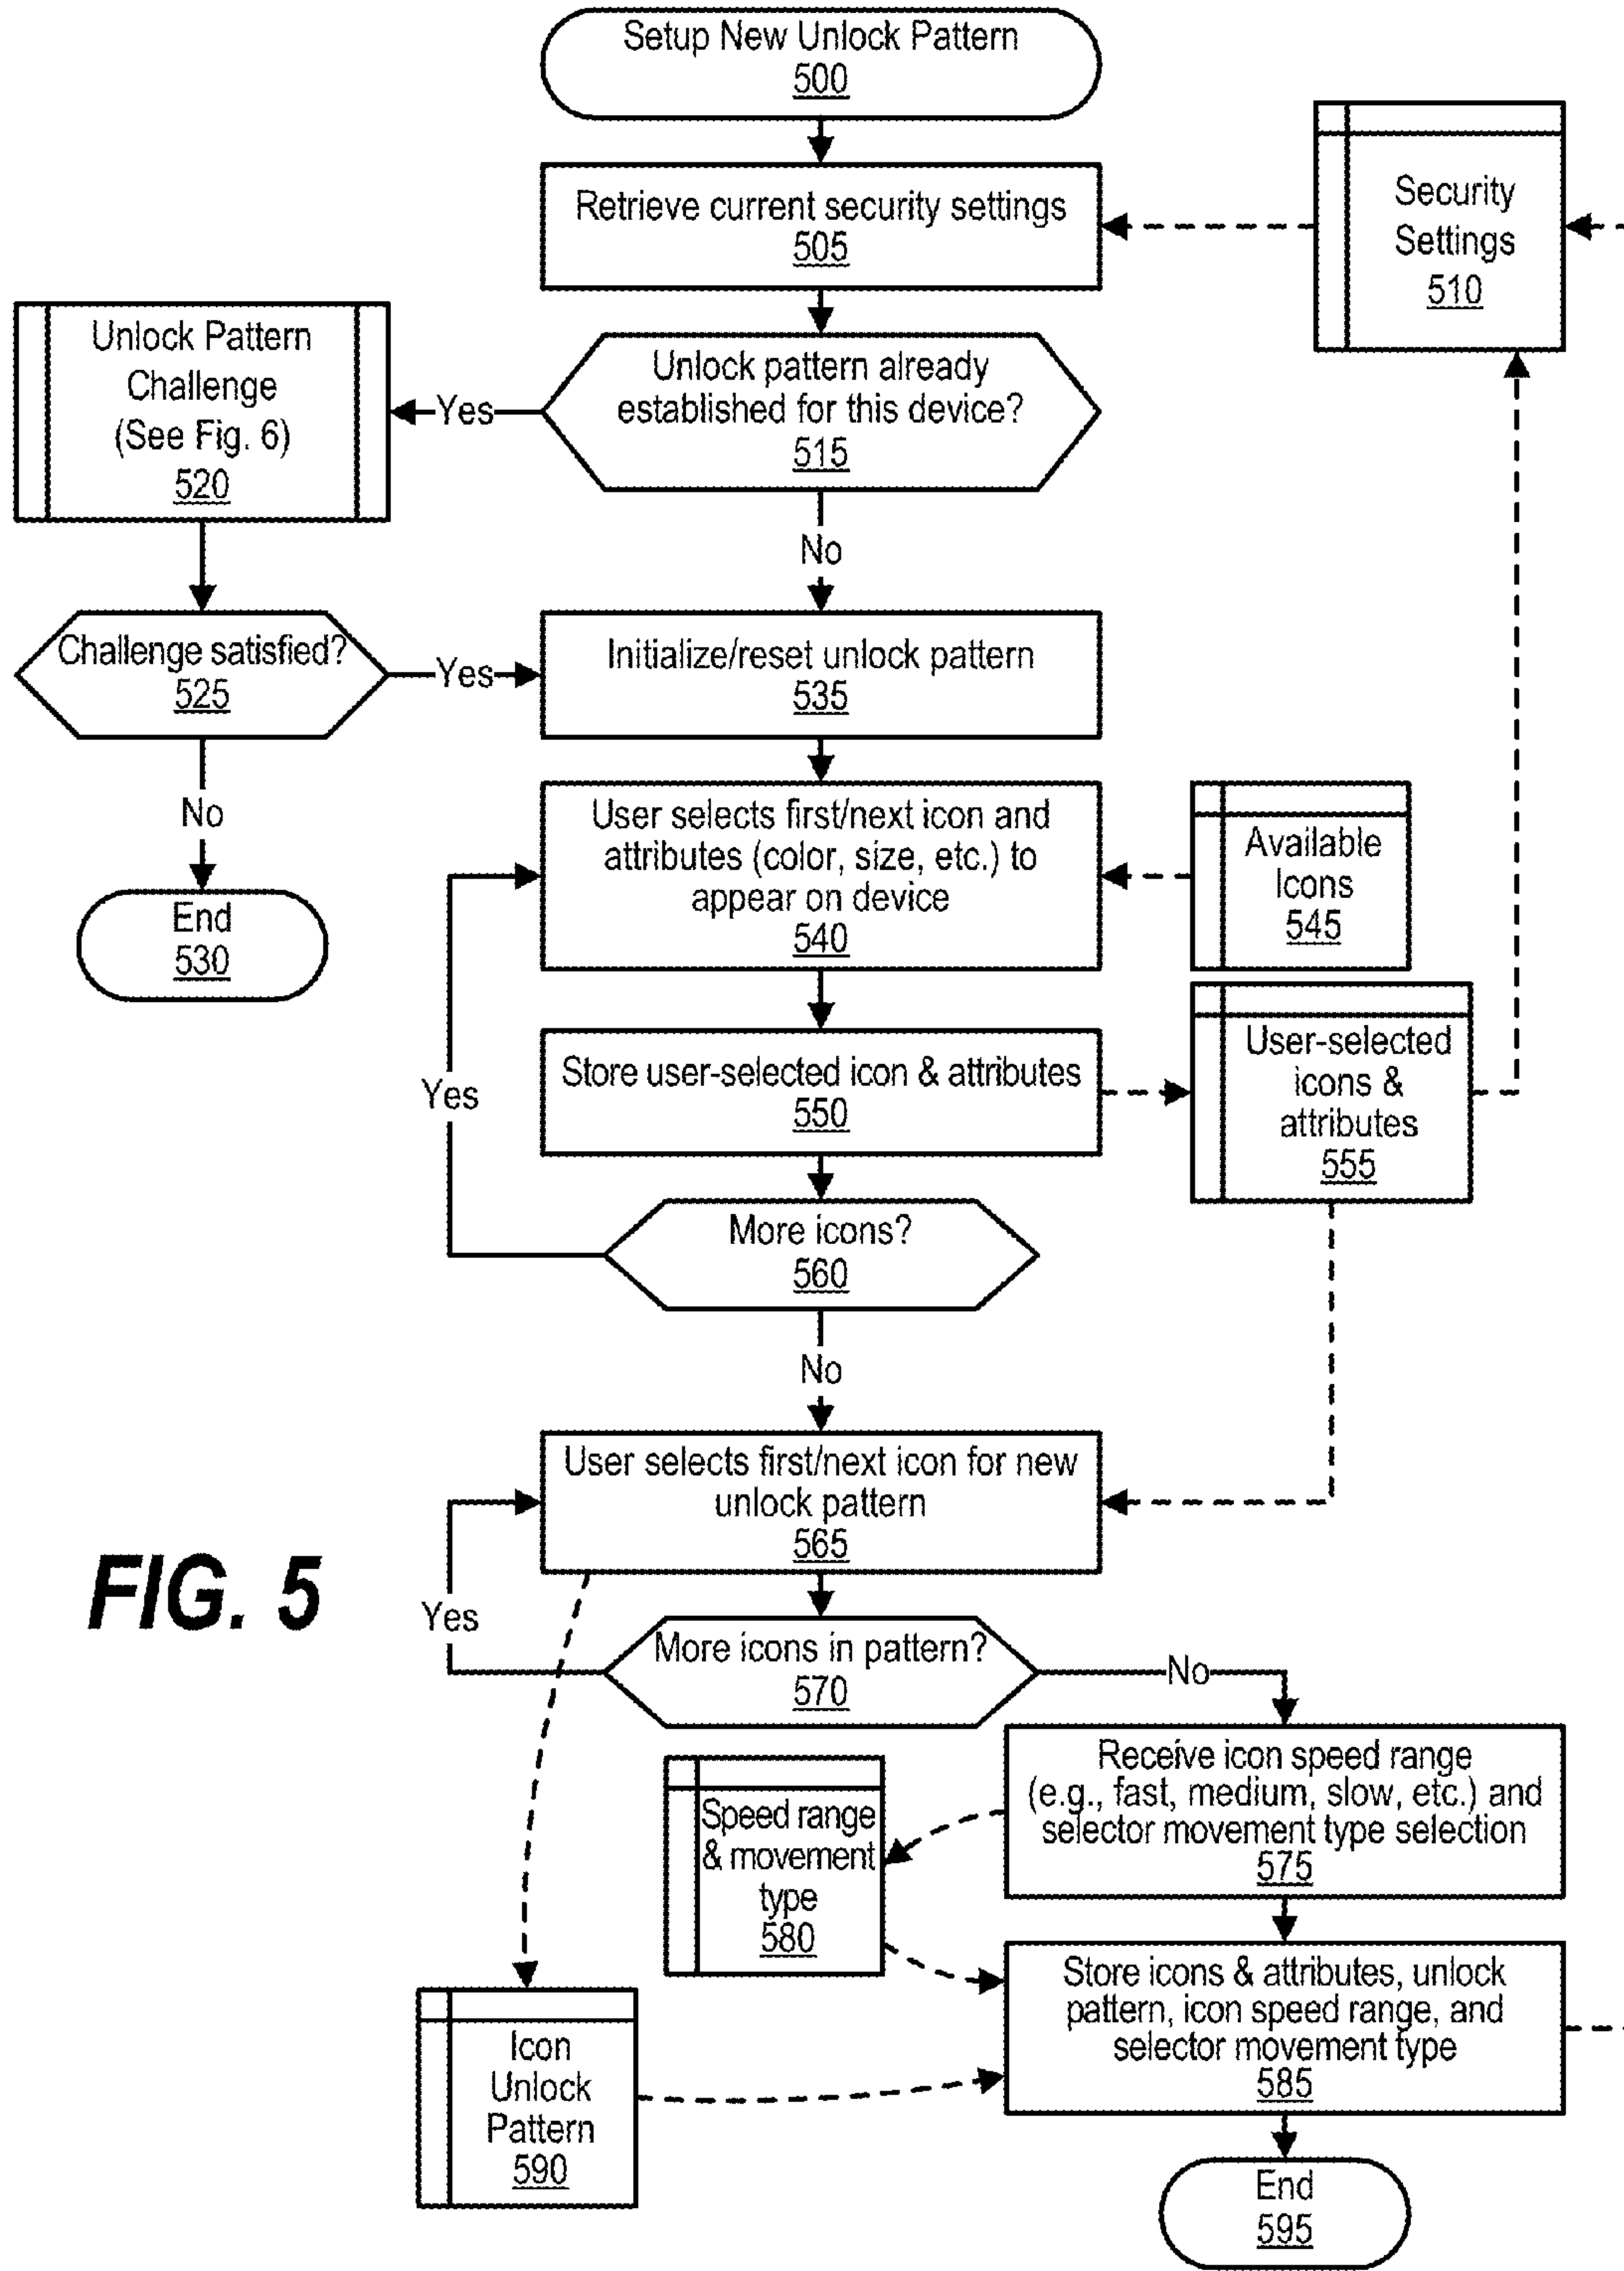 Setup New Unlock Pattern
500
Retrieve current security settings
505
Security
Settings
510
Unlock pattern already
established for this device?
515
Yes
Unlock Pattern
Challenge
(See Fig. 6)
520
No
Challenge satisfied?
525
Yes
Initialize/reset unlock pattern
535
No
End
530
User selects first/next icon and
attributes (color, size, etc.) to
appear on device
540
Available
Icons
545
Store user-selected icon & attributes
550
User-selected
icons &
attributes
555
Yes
More icons?
560
No
User selects first/next icon for new
unlock pattern
565
FIG. 5
Yes
More icons in pattern?
570
No
Receive icon speed range
(e.g., fast, medium, slow, etc.) and
selector movement type selection
575
Speed range
& movement
type
580
Store icons & attributes, unlock
pattern, icon speed range, and
selector movement type
585
Icon
Unlock
Pattern
590
End
595